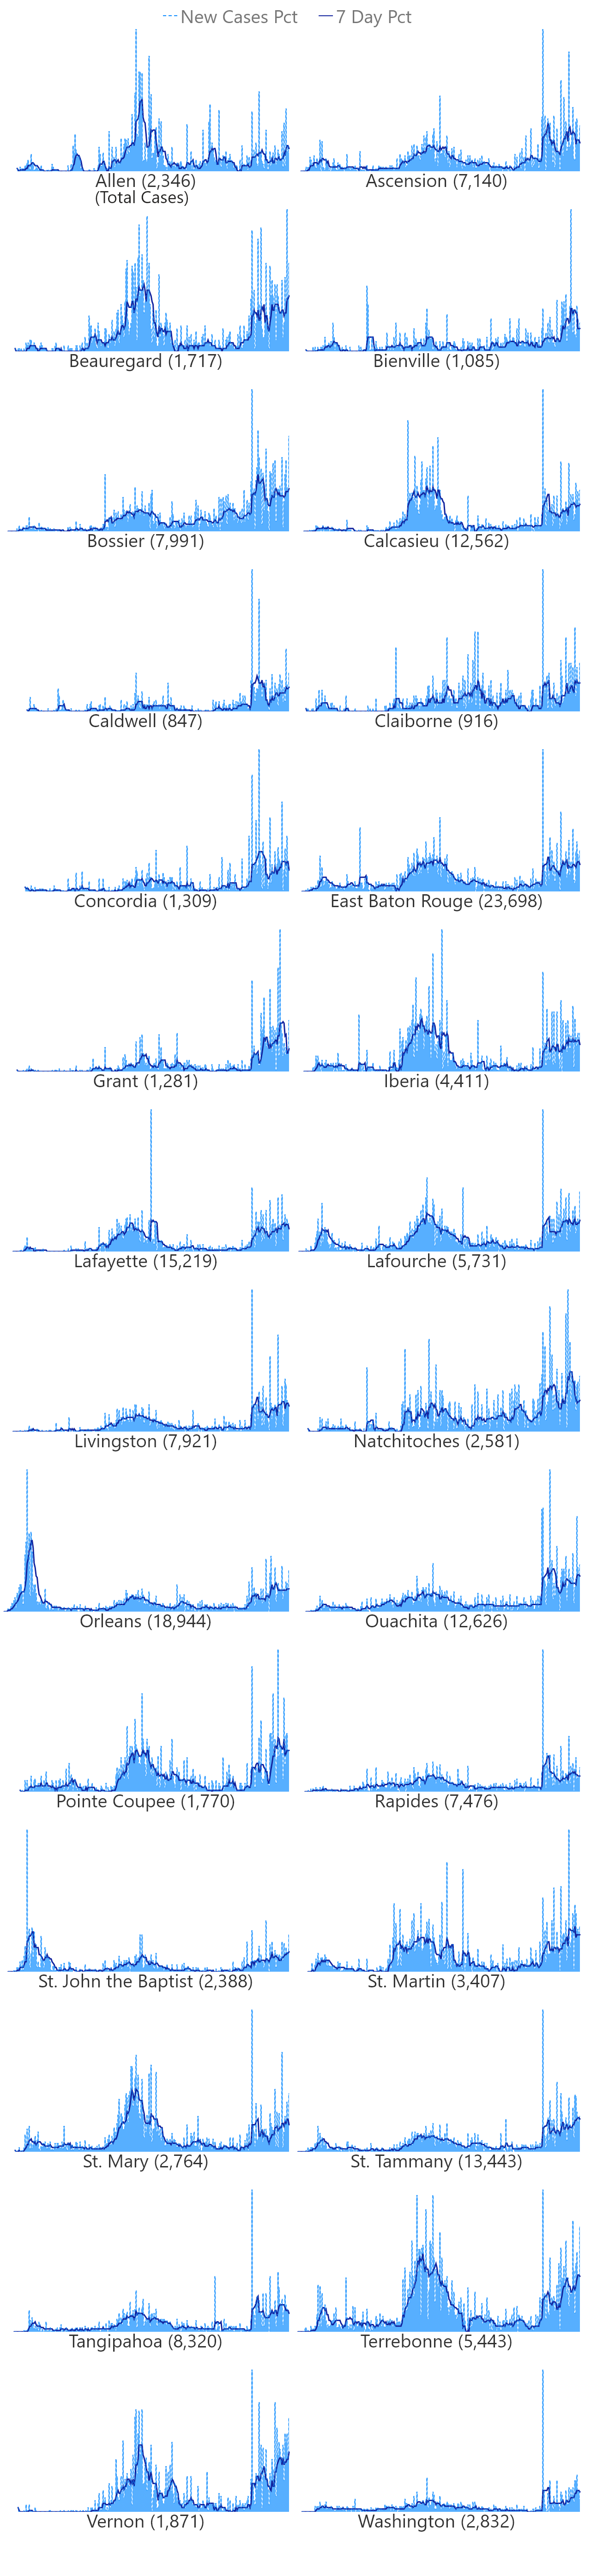 New Cases Pct 7 Day Pct
Allen (2,346) Ascension (7,140)
(Total Cases)
Beauregard (1,717) Bienville (1,085)
Bossier (7,991) Calcasieu (12,562)
Caldwell (847) Claiborne (916)
Concordia (1,309) East Baton Rouge (23,698)
Grant (1,281) Iberia (4,411)
Lafayette (15,219) Lafourche (5,731)
Livingston (7,921) Natchitoches (2,581)
Orleans (18,944) Ouachita (12,626)
Pointe Coupee (1,770) Rapides (7,476)
St. John the Baptist (2,388) St. Martin (3,407)
St. Mary (2,764) St. Tammany (13,443)
Tangipahoa (8,320) Terrebonne (5,443)
Vernon (1,871) Washington (2,832)